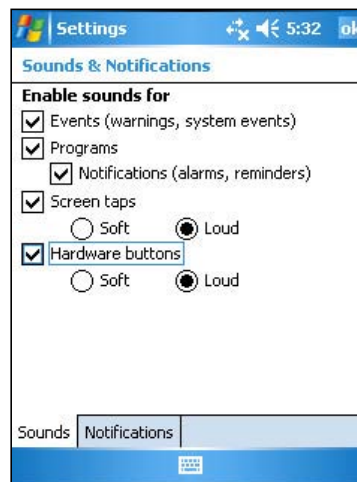 Settings 5:32 ok
Sounds & Notifications
Enable sounds for
Events (warnings, system events)
Programs
Notifications (alarms, reminders)
Screen taps
Soft Loud
Hardware buttons
Soft Loud
Sounds Notifications